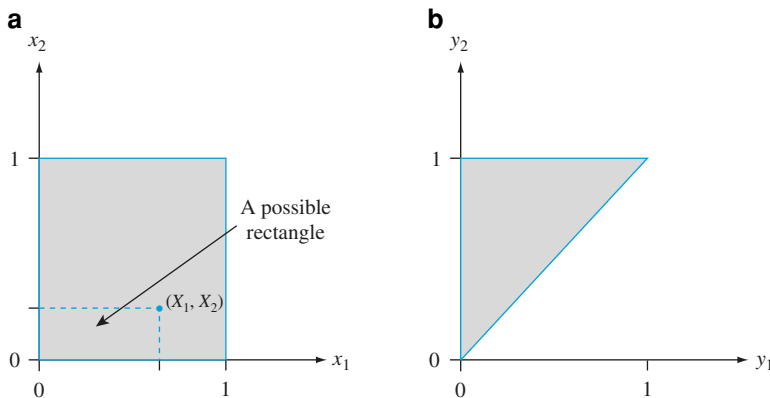 a
x₂
1
A possible
rectangle
(X₁, X₂)
0
x₁
0
1
b
y₂
1
0
y₁
0
1